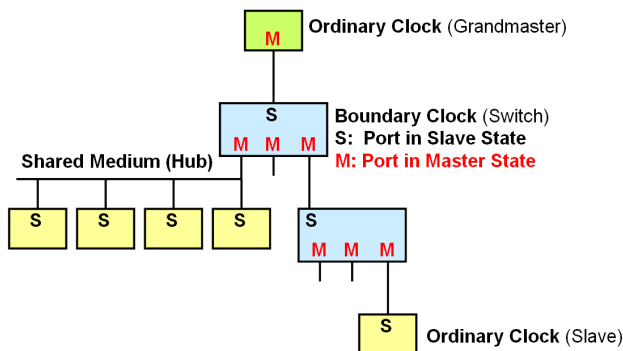 Ordinary Clock (Grandmaster)
M
S
M M M
Boundary Clock (Switch)
S: Port in Slave State
M: Port in Master State
Shared Medium (Hub)
S S S S
S
M M M
S
Ordinary Clock (Slave)